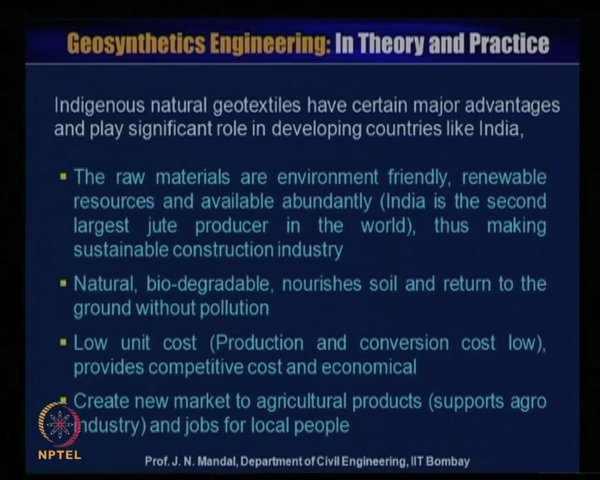 Geosynthetics Engineering: In Theory and Practice
Indigenous natural geotextiles have certain major advantages
and play significant role in developing countries like India,
▪ The raw materials are environment friendly, renewable
resources and available abundantly (India is the second
largest jute producer in the world), thus making
sustainable construction industry
▪ Natural, bio-degradable, nourishes soil and return to the
ground without pollution
▪ Low unit cost (Production and conversion cost low),
provides competitive cost and economical
▪ Create new market to agricultural products (supports agro
industry) and jobs for local people
NPTEL
Prof. J. N. Mandal, Department of Civil Engineering, IIT Bombay